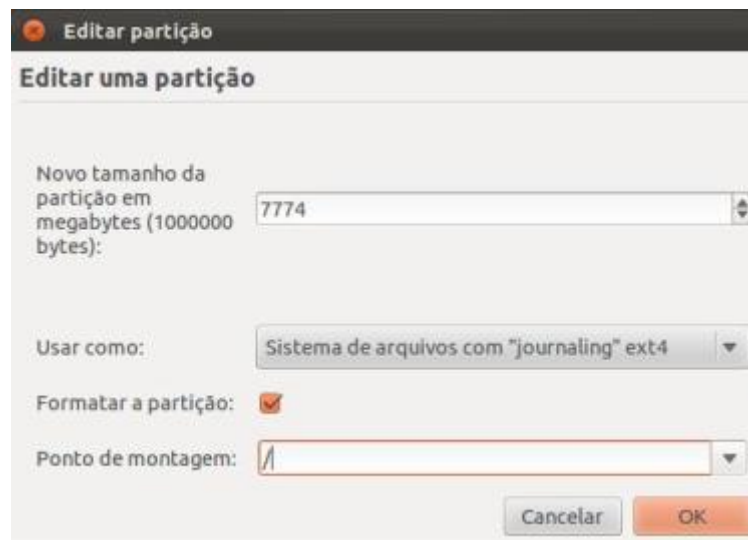 Editar partição
Editar uma partição
Novo tamanho da
partição em
megabytes (1000000
bytes):
7774
Usar como:
Sistema de arquivos com "journaling" ext4
Formatar a partição:
Ponto de montagem:
/
Cancelar
OK